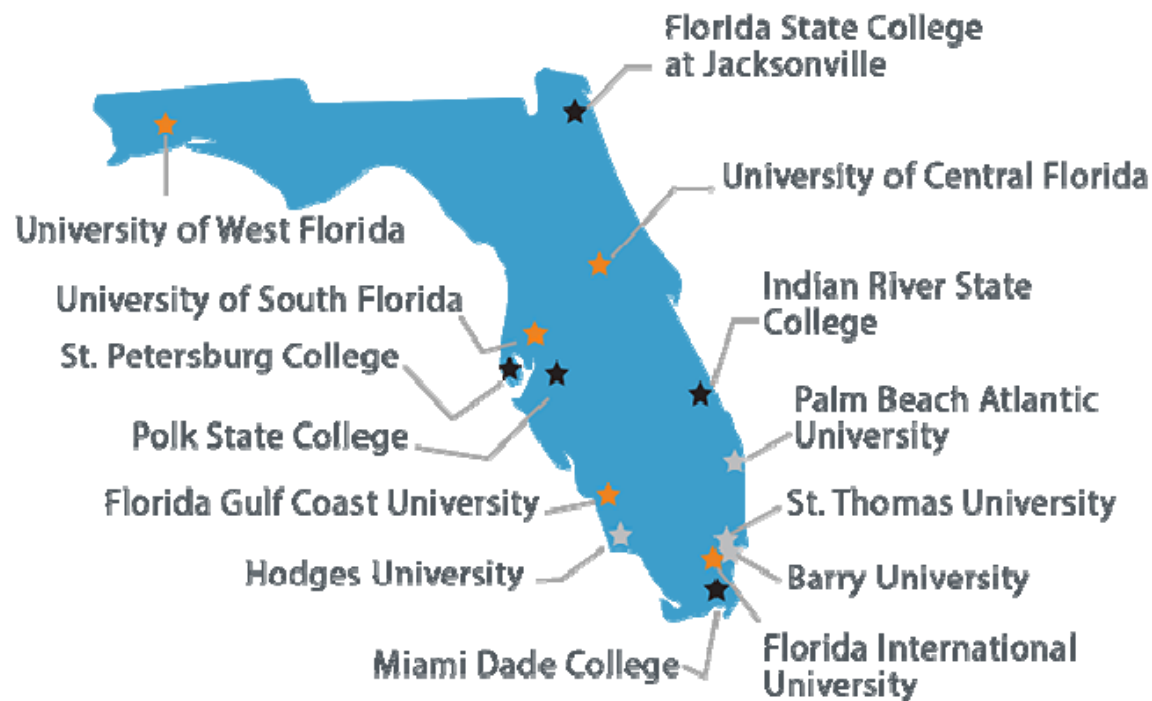 Florida State College
at Jacksonville
University of Central Florida
University of West Florida
Indian River State
College
University of South Florida
St. Petersburg College
Palm Beach Atlantic
University
Polk State College
Florida Gulf Coast University
St. Thomas University
Hodges University
Barry University
Florida International
University
Miami Dade College